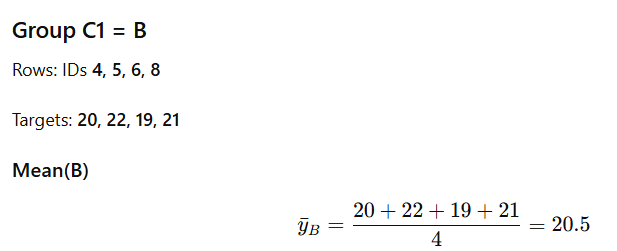 Group C1 = B
Rows: IDs 4, 5, 6, 8
Targets: 20, 22, 19, 21
Mean(B)
ȳ_B = (20 + 22 + 19 + 21) / 4 = 20.5